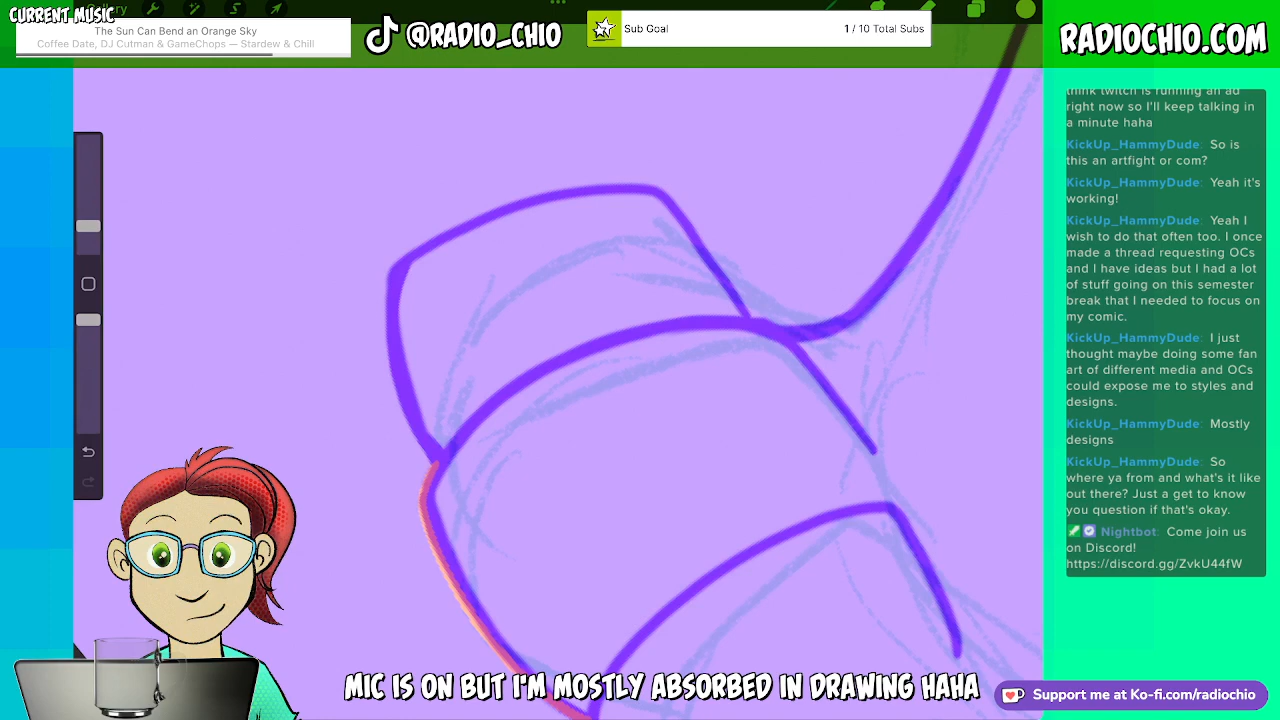 Gallery
CURRENT MUSIC
The Sun Can Bend an Orange Sky
Coffee Date, DJ Cutman & GameChops — Stardew & Chill
@RADIO_CHIO
Sub Goal
1 / 10 Total Subs
RADIOCHIO.COM
think twitch is running an ad
right now so I'll keep talking in
a minute haha
KickUp_HammyDude: So is
this an artfight or com?
KickUp_HammyDude: Yeah it's
working!
KickUp_HammyDude: Yeah I
wish to do that often too. I once
made a thread requesting OCs
and I have ideas but I had a lot
of stuff going on this semester
break that I needed to focus on
my comic.
KickUp_HammyDude: I just
thought maybe doing some fan
art of different media and OCs
could expose me to styles and
designs.
KickUp_HammyDude: Mostly
designs
KickUp_HammyDude: So
where ya from and what's it like
out there? Just a get to know
you question if that's okay.
Nightbot: Come join us
on Discord!
https://discord.gg/ZvkU44fW
MIC IS ON BUT I'M MOSTLY ABSORBED IN DRAWING HAHA
Support me at Ko-fi.com/radiochio